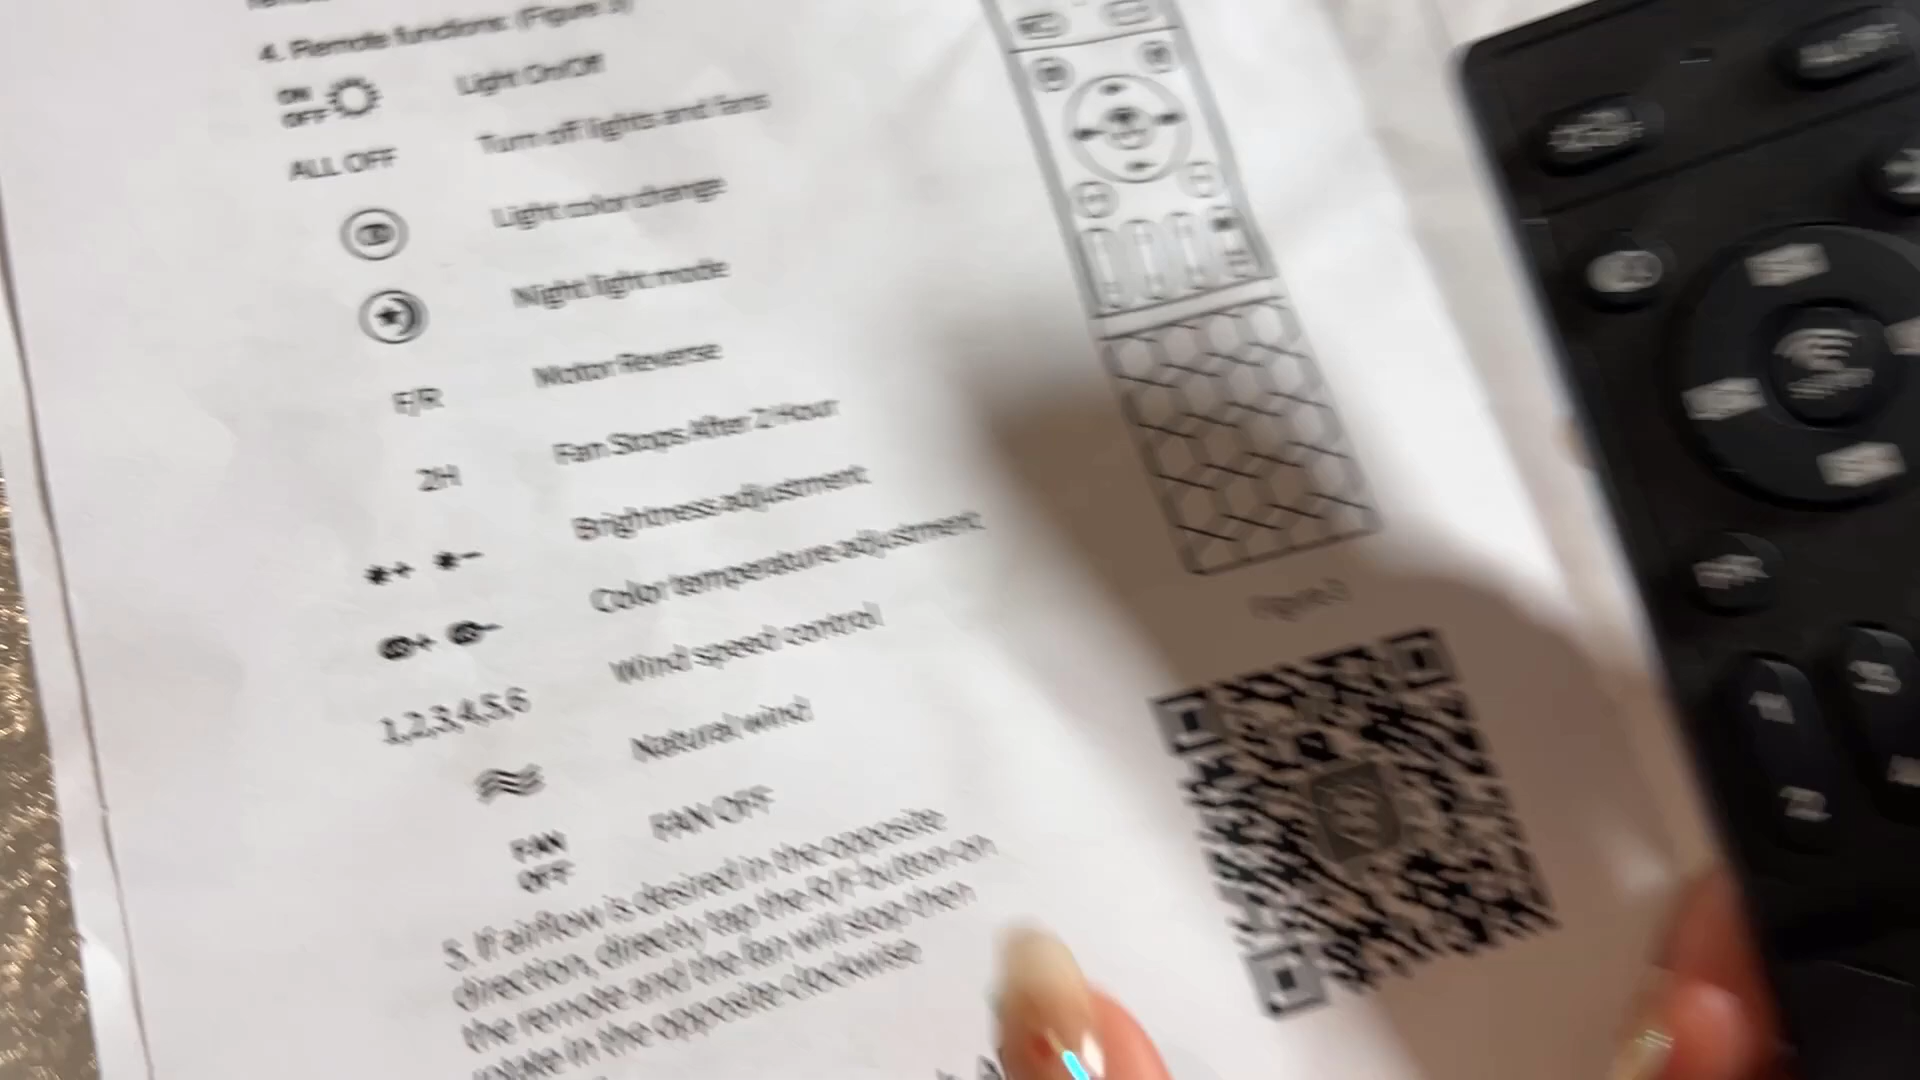 4. Remote functions: (Figure 3)
ON OFF Light On/Off
ALL OFF Turn off lights and fans
Light color change
Night light mode
F/R Motor Reverse
2H Fan Stops After 2 Hour
+ - Brightness adjustment
+ - Color temperature adjustment
1,2,3,4,5,6 Wind speed control
Natural wind
FAN OFF FAN OFF
5. If airflow is desired in the opposite
direction, directly tap the R/F button on
the remote and the fan will stop then
rotate in the opposite clockwise
Figure3